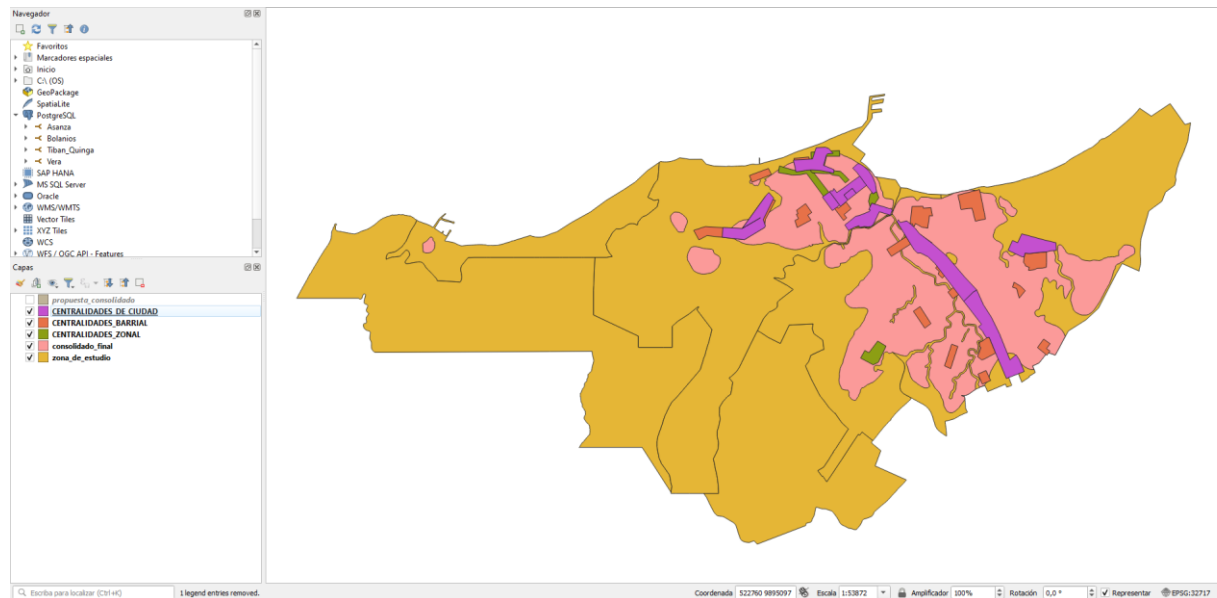 Navegador
Favoritos
Marcadores espaciales
Inicio
C:\ (OS)
GeoPackage
SpatiaLite
PostgreSQL
Asanza
Bolanios
Tiban_Quinga
Vera
SAP HANA
MS SQL Server
Oracle
WMS/WMTS
Vector Tiles
XYZ Tiles
WCS
WFS / OGC API - Features
Capas
propuesta_consolidado
CENTRALIDADES_DE_CIUDAD
CENTRALIDADES_BARRIAL
CENTRALIDADES_ZONAL
consolidado_final
zona_de_estudio
Escriba para localizar (Ctrl+K) 1 legend entries removed. Coordenada 522760 9895097 Escala 1:53872 Amplificador 100% Rotación 0,0 ° Representar EPSG:32717